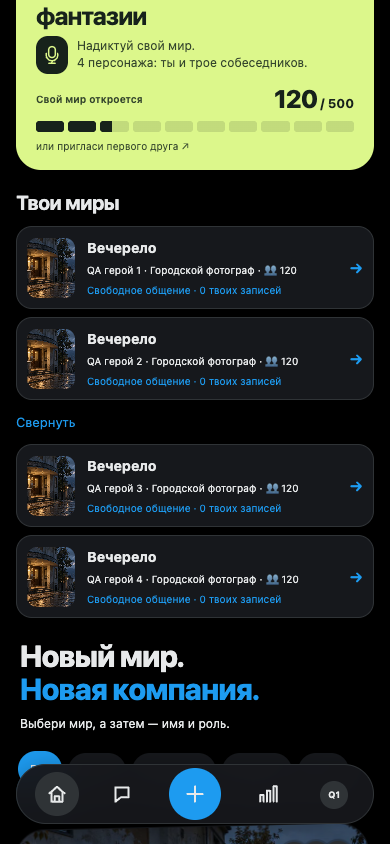 фантазии
Надиктуй свой мир.
4 персонажа: ты и трое собеседников.
Свой мир откроется
120 / 500
или пригласи первого друга ↗
Твои миры
Вечерело
QA герой 1 · Городской фотограф · 👥 120
Свободное общение · 0 твоих записей
Вечерело
QA герой 2 · Городской фотограф · 👥 120
Свободное общение · 0 твоих записей
Свернуть
Вечерело
QA герой 3 · Городской фотограф · 👥 120
Свободное общение · 0 твоих записей
Вечерело
QA герой 4 · Городской фотограф · 👥 120
Свободное общение · 0 твоих записей
Новый мир.
Новая компания.
Выбери мир, а затем — имя и роль.
Q1